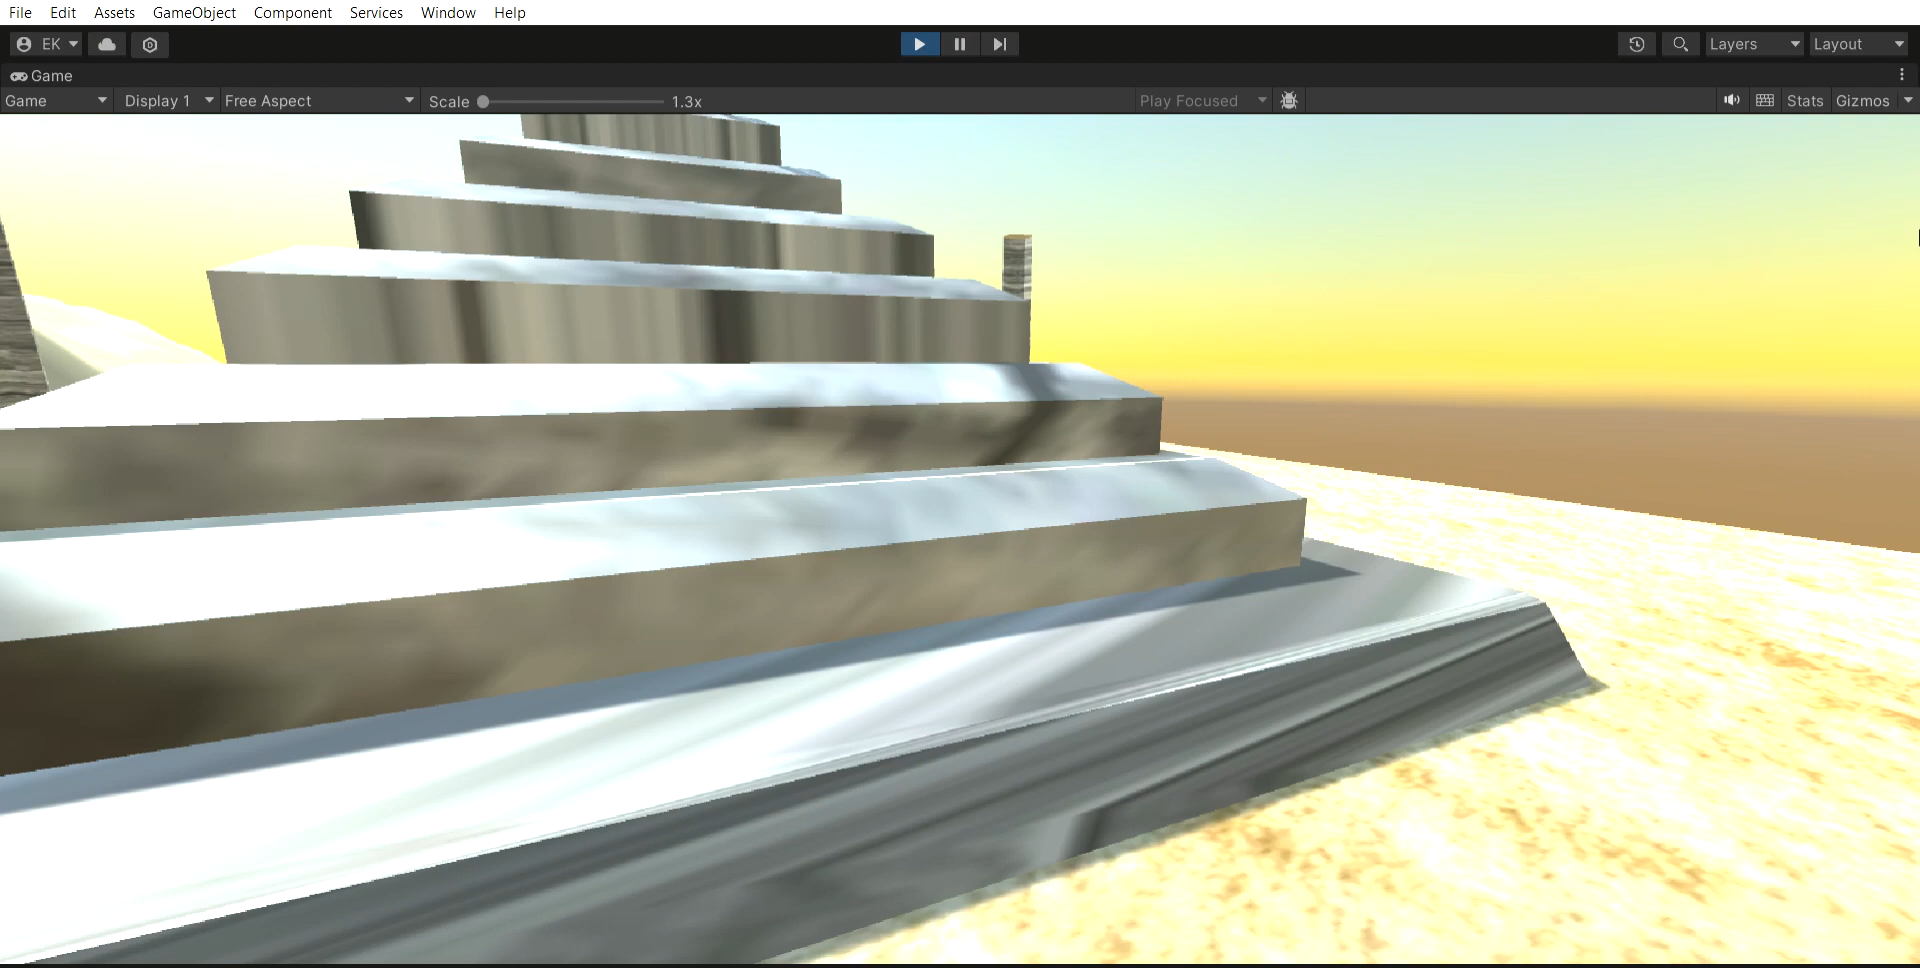 File Edit Assets GameObject Component Services Window Help
EK Layers Layout
Game
Game Display 1 Free Aspect Scale 1.3x Play Focused Stats Gizmos